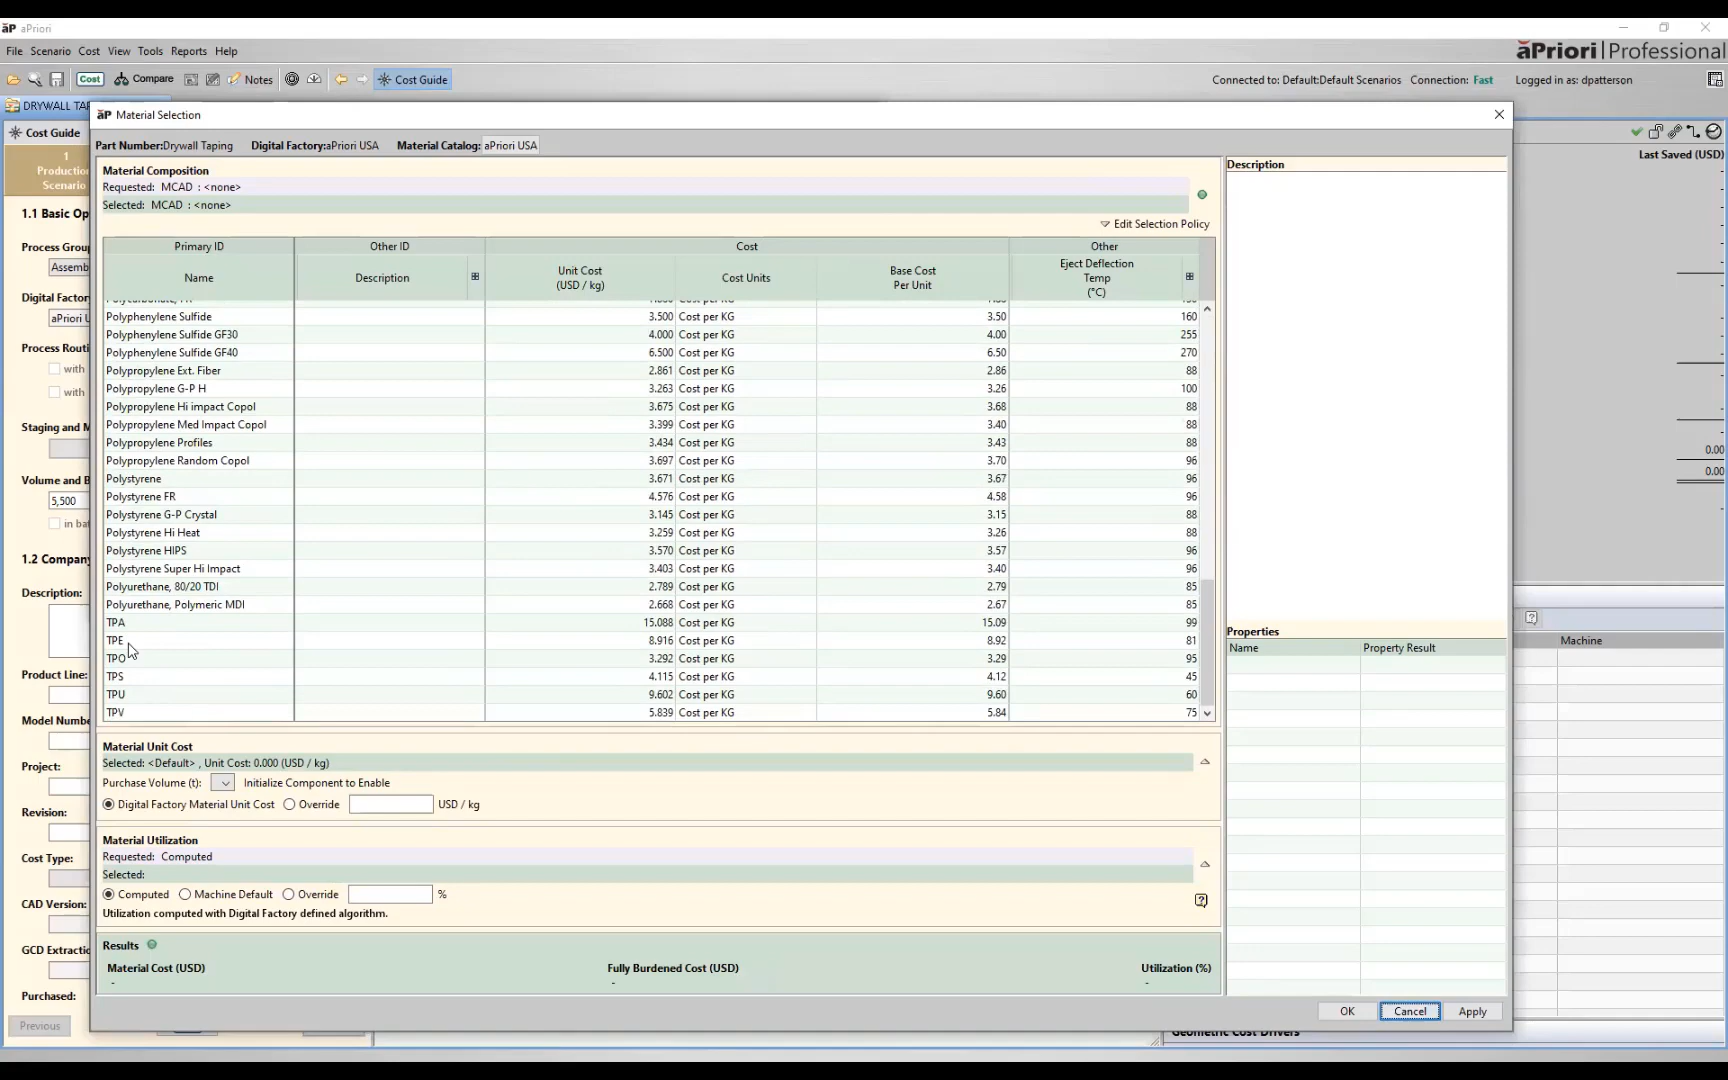 aP aPriori
File Scenario Cost View Tools Reports Help
āPriori | Professional
Cost Compare Notes Cost Guide
Connected to: Default:Default Scenarios Connection: Fast Logged in as: dpatterson
DRYWALL TAP
aP Material Selection
Cost Guide
Part Number:Drywall Taping Digital Factory:aPriori USA Material Catalog: aPriori USA
1
Production
Scenario
Last Saved (USD)
Material Composition
Requested: MCAD : <none>
Selected: MCAD : <none>
Edit Selection Policy
Description
Primary ID Other ID Cost Other
Name Description Unit Cost (USD / kg) Cost Units Base Cost Per Unit Eject Deflection Temp (°C)
Polyphenylene Sulfide 3.500 Cost per KG 3.50 160
Polyphenylene Sulfide GF30 4.000 Cost per KG 4.00 255
Polyphenylene Sulfide GF40 6.500 Cost per KG 6.50 270
Polypropylene Ext. Fiber 2.861 Cost per KG 2.86 88
Polypropylene G-P H 3.263 Cost per KG 3.26 100
Polypropylene Hi impact Copol 3.675 Cost per KG 3.68 88
Polypropylene Med Impact Copol 3.399 Cost per KG 3.40 88
Polypropylene Profiles 3.434 Cost per KG 3.43 88
Polypropylene Random Copol 3.697 Cost per KG 3.70 96
Polystyrene 3.671 Cost per KG 3.67 96
Polystyrene FR 4.576 Cost per KG 4.58 96
Polystyrene G-P Crystal 3.145 Cost per KG 3.15 88
Polystyrene Hi Heat 3.259 Cost per KG 3.26 88
Polystyrene HIPS 3.570 Cost per KG 3.57 96
Polystyrene Super Hi Impact 3.403 Cost per KG 3.40 96
Polyurethane, 80/20 TDI 2.789 Cost per KG 2.79 85
Polyurethane, Polymeric MDI 2.668 Cost per KG 2.67 85
TPA 15.088 Cost per KG 15.09 99
TPE 8.916 Cost per KG 8.92 81
TPO 3.292 Cost per KG 3.29 95
TPS 4.115 Cost per KG 4.12 45
TPU 9.602 Cost per KG 9.60 60
TPV 5.839 Cost per KG 5.84 75
Material Unit Cost
Selected: <Default> , Unit Cost: 0.000 (USD / kg)
Purchase Volume (t): Initialize Component to Enable
Digital Factory Material Unit Cost Override USD / kg
Material Utilization
Requested: Computed
Selected:
Computed Machine Default Override %
Utilization computed with Digital Factory defined algorithm.
Results
Material Cost (USD) Fully Burdened Cost (USD) Utilization (%)
- - -
Properties
Name Property Result
OK Cancel Apply
1.1 Basic Op
Process Group
Assemb
Digital Factor
aPriori U
Process Routi
with
with
Staging and M
Volume and B
5,500
in bat
1.2 Company
Description:
Product Line:
Model Numbe
Project:
Revision:
Cost Type:
CAD Version:
GCD Extractio
Purchased:
Previous
0.00
0.00
Machine
Geometric Cost Drivers